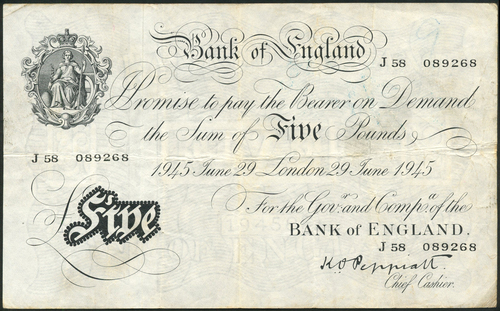 Bank of England
J 58 089268
I Promise to pay the Bearer on Demand
the Sum of Five Pounds
J 58 089268
1945 June 29 London 29 June 1945
For the Govr. and Compa. of the
BANK of ENGLAND.
J 58 089268
£ Five
K O Peppiatt
Chief Cashier.